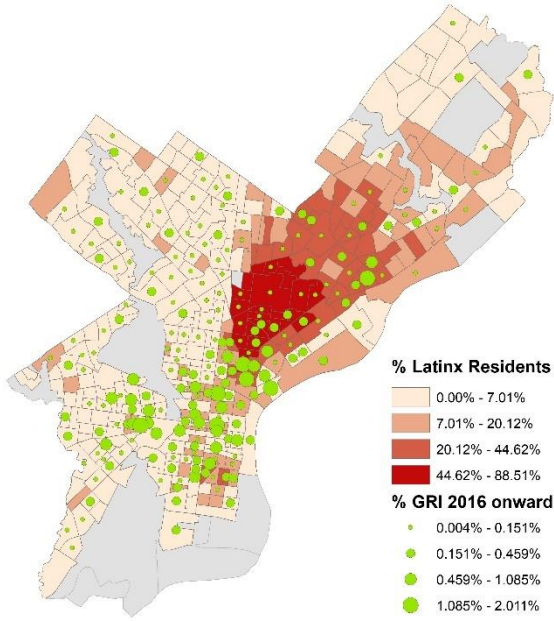 % Latinx Residents
0.00% - 7.01%
7.01% - 20.12%
20.12% - 44.62%
44.62% - 88.51%
% GRI 2016 onward
0.004% - 0.151%
0.151% - 0.459%
0.459% - 1.085%
1.085% - 2.011%